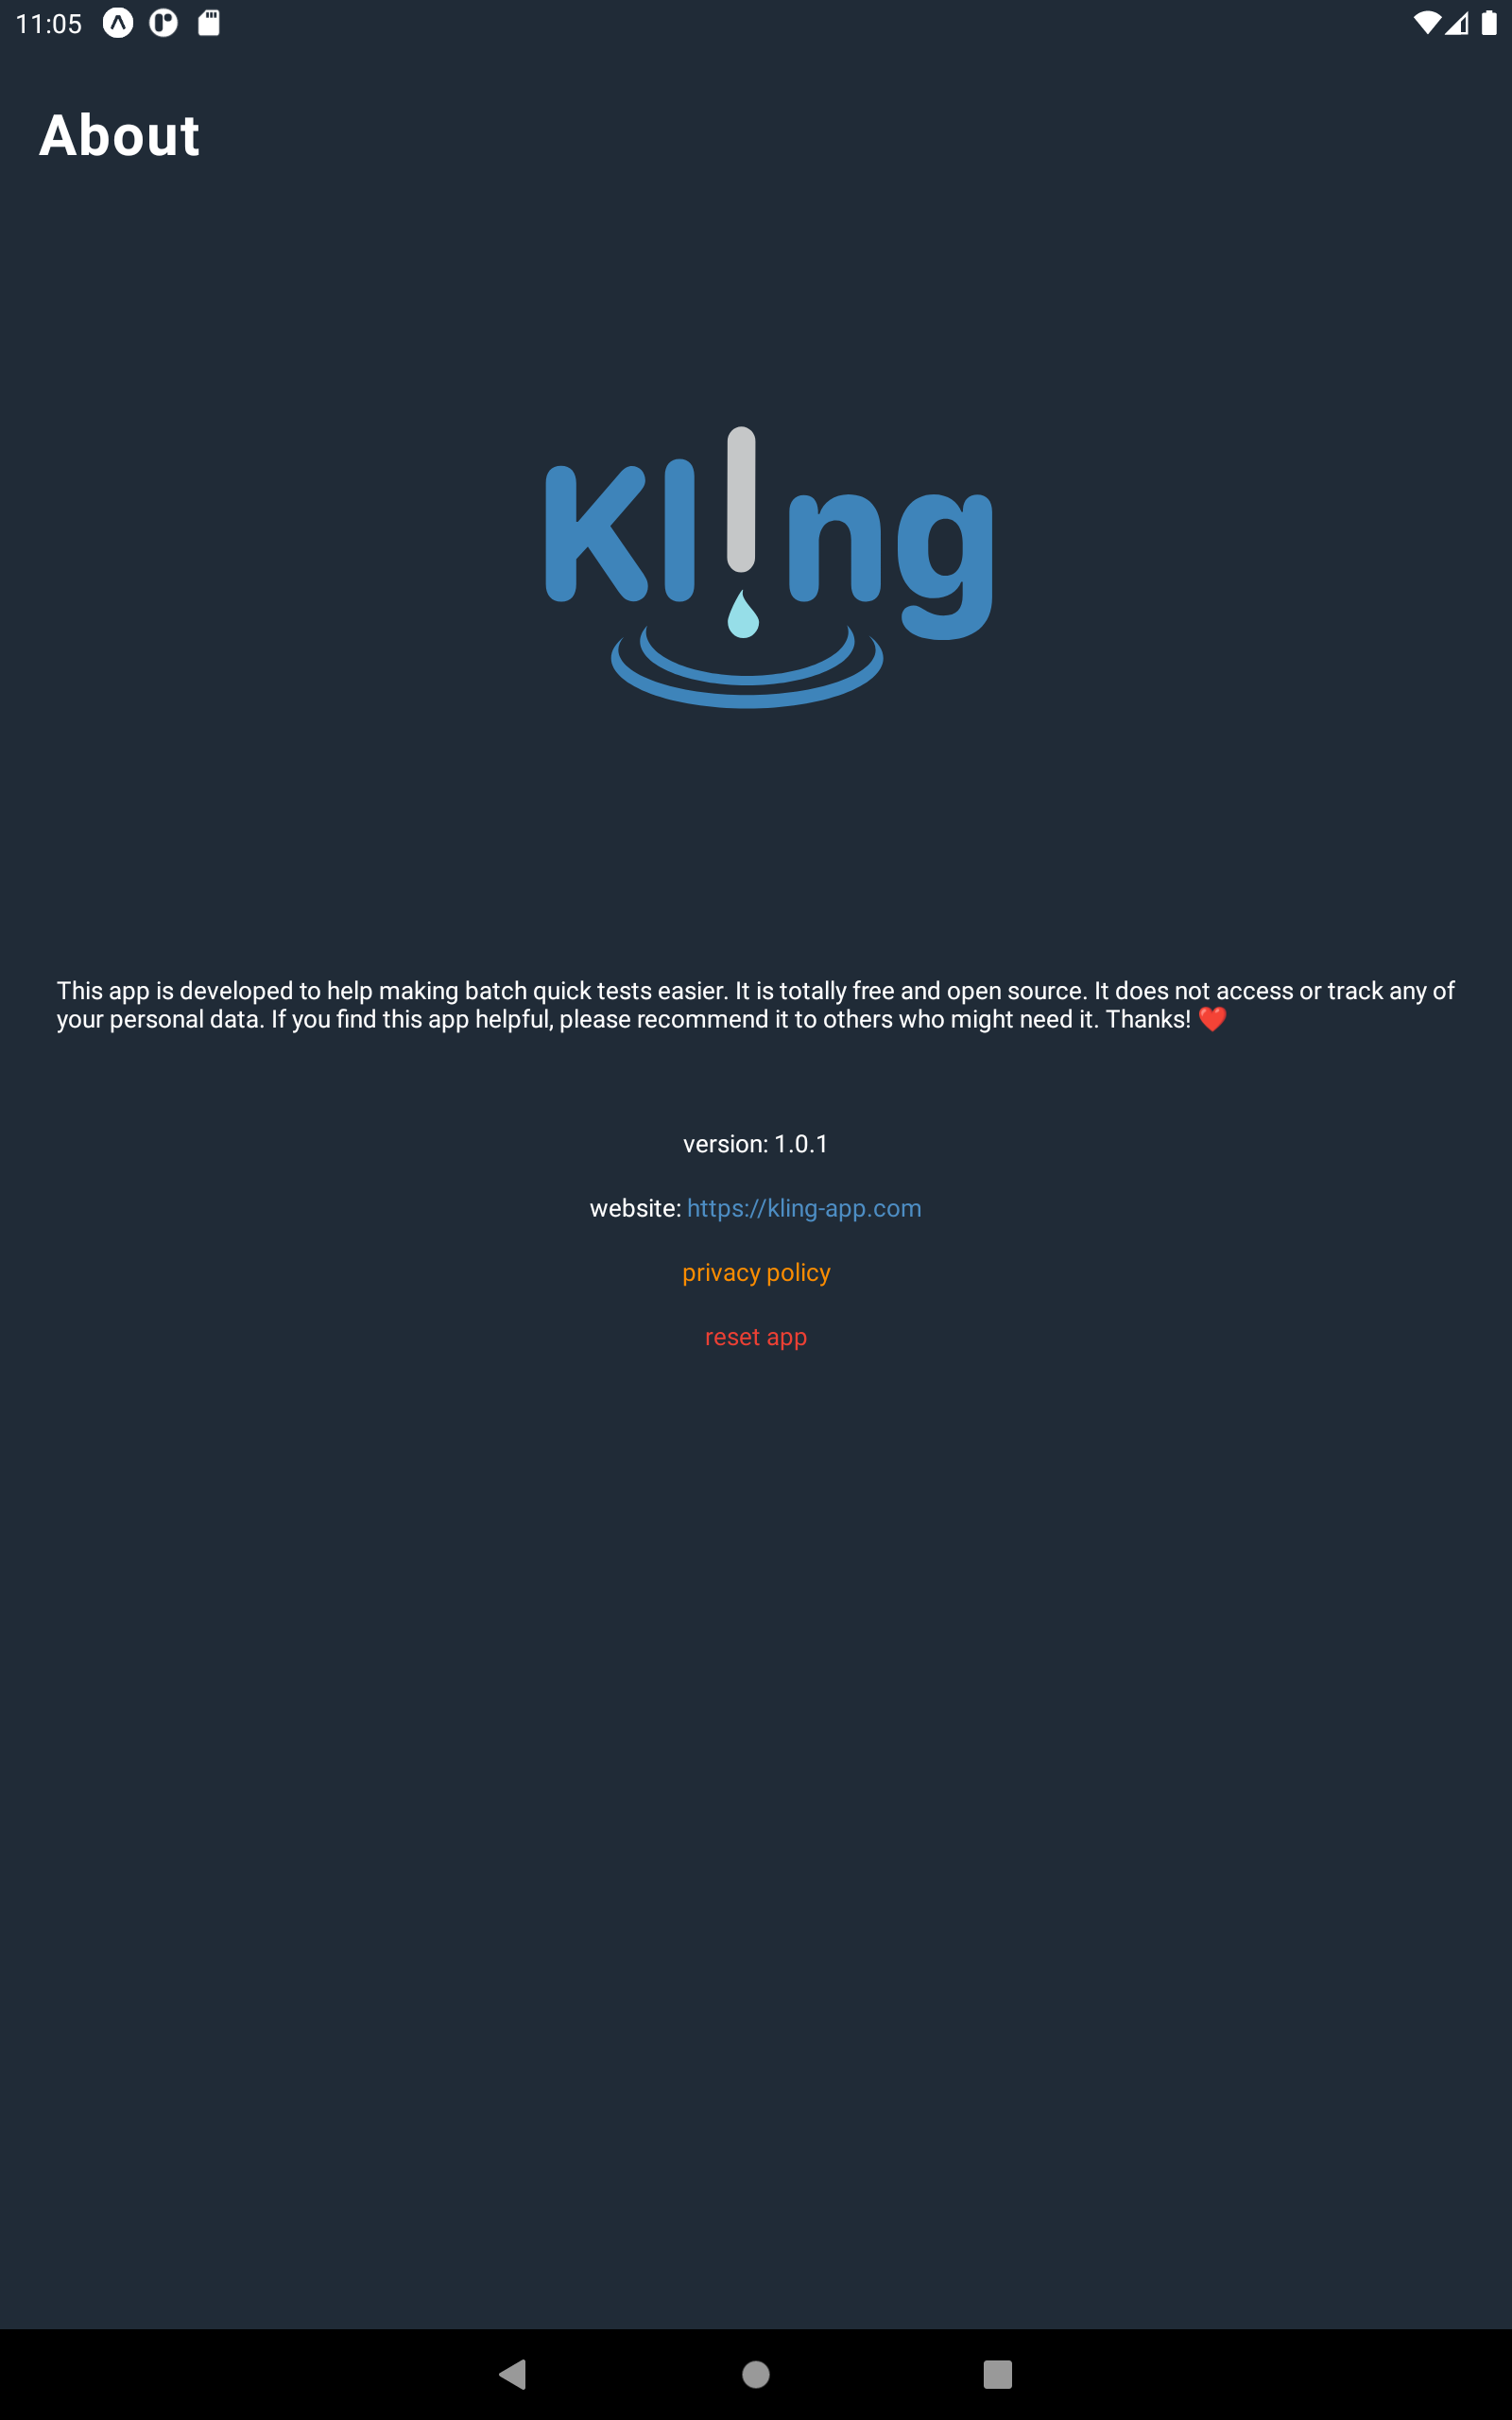 11:05
About
Kling
This app is developed to help making batch quick tests easier. It is totally free and open source. It does not access or track any of
your personal data. If you find this app helpful, please recommend it to others who might need it. Thanks! ❤️
version: 1.0.1
website: https://kling-app.com
privacy policy
reset app